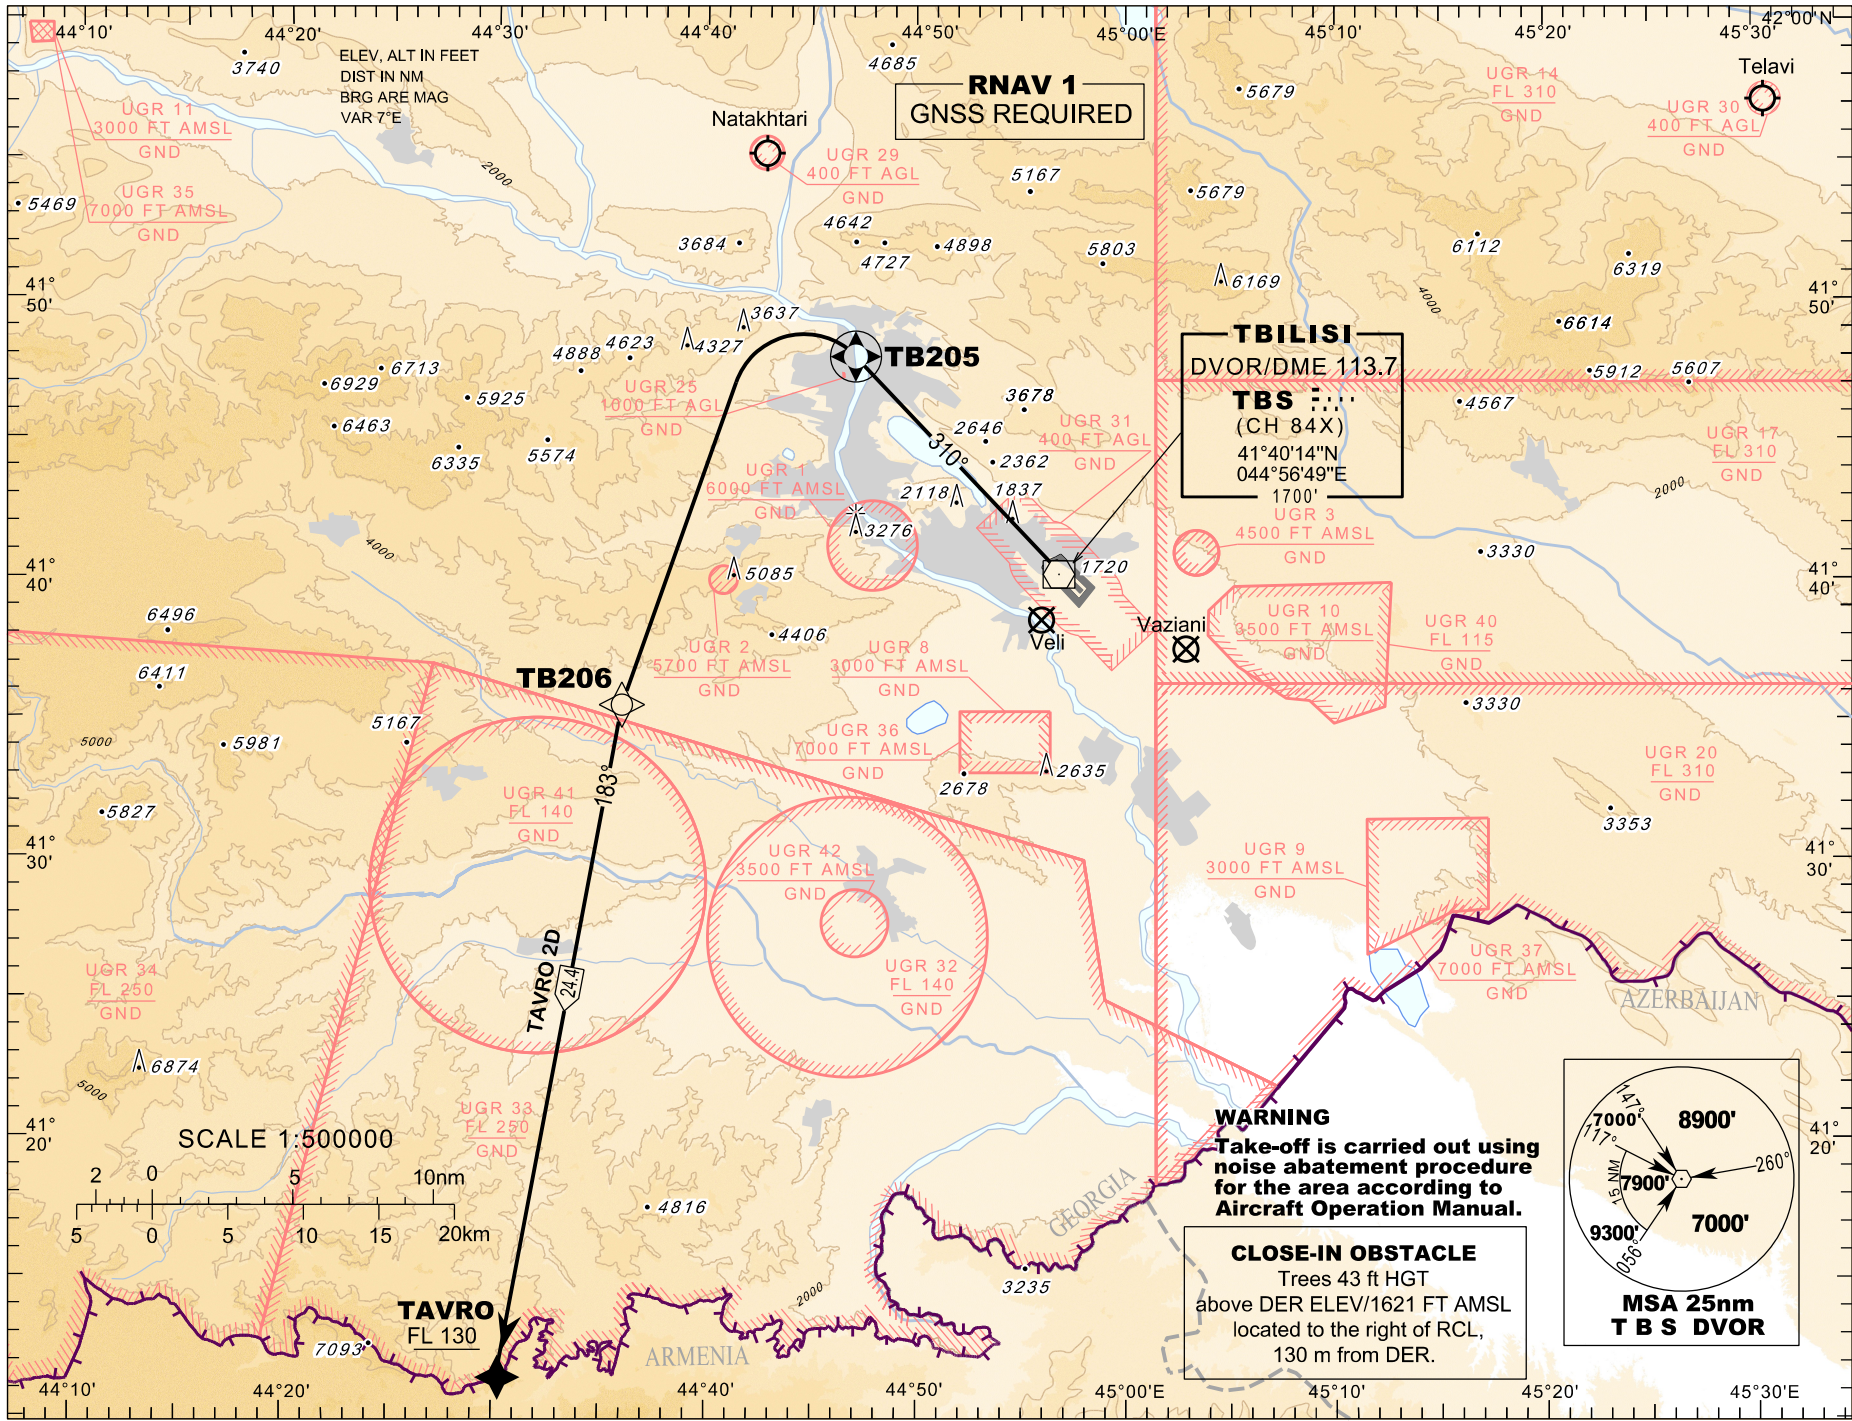 44°10'
44°20'
44°30'
44°40'
44°50'
45°00'E
45°10'
45°20'
45°30'
42°00'N
ELEV, ALT IN FEET
DIST IN NM
BRG ARE MAG
VAR 7°E
RNAV 1
GNSS REQUIRED
3740
4685
5679
UGR 14
FL 310
GND
Telavi
UGR 30
400 FT AGL
GND
UGR 11
3000 FT AMSL
GND
UGR 35
7000 FT AMSL
GND
5469
2000
Natakhtari
UGR 29
400 FT AGL
GND
5167
5679
3684
4642
4727
4898
5803
6169
6112
6319
4000
6614
41°
50'
41°
50'
3637
4327
4623
4888
6713
6929
5925
6463
6335
5574
TB205
UGR 25
1000 FT AGL
GND
TBILISI
DVOR/DME 113.7
TBS
(CH 84X)
41°40'14"N
044°56'49"E
1700'
5912
5607
4567
3678
2646
2362
310°
UGR 31
400 FT AGL
GND
UGR 17
FL 310
GND
2000
UGR 1
6000 FT AMSL
GND
2118
1837
3276
4000
UGR 3
4500 FT AMSL
GND
3330
5085
1720
41°
40'
41°
40'
6496
6411
4406
UGR 2
5700 FT AMSL
GND
UGR 8
3000 FT AMSL
GND
Veli
Vaziani
UGR 10
3500 FT AMSL
GND
UGR 40
FL 115
GND
TB206
5167
5981
5000
3330
UGR 36
7000 FT AMSL
GND
2678
2635
UGR 20
FL 310
GND
183°
5827
UGR 41
FL 140
GND
3353
41°
30'
41°
30'
UGR 42
3500 FT AMSL
GND
UGR 9
3000 FT AMSL
GND
TAVRO 2D
24.4
UGR 34
FL 250
GND
UGR 32
FL 140
GND
UGR 37
7000 FT AMSL
GND
AZERBAIJAN
6874
5000
UGR 33
FL 250
GND
41°
20'
41°
20'
SCALE 1:500000
2 0 5 10nm
5 0 5 10 15 20km
4816
WARNING
Take-off is carried out using
noise abatement procedure
for the area according to
Aircraft Operation Manual.
GEORGIA
3235
2000
CLOSE-IN OBSTACLE
Trees 43 ft HGT
above DER ELEV/1621 FT AMSL
located to the right of RCL,
130 m from DER.
147°
7000'
8900'
117°
260°
15 NM
7900'
7000'
9300'
056°
MSA 25nm
T B S DVOR
TAVRO
FL 130
7093
ARMENIA
44°10'
44°20'
44°40'
44°50'
45°00'E
45°10'
45°20'
45°30'